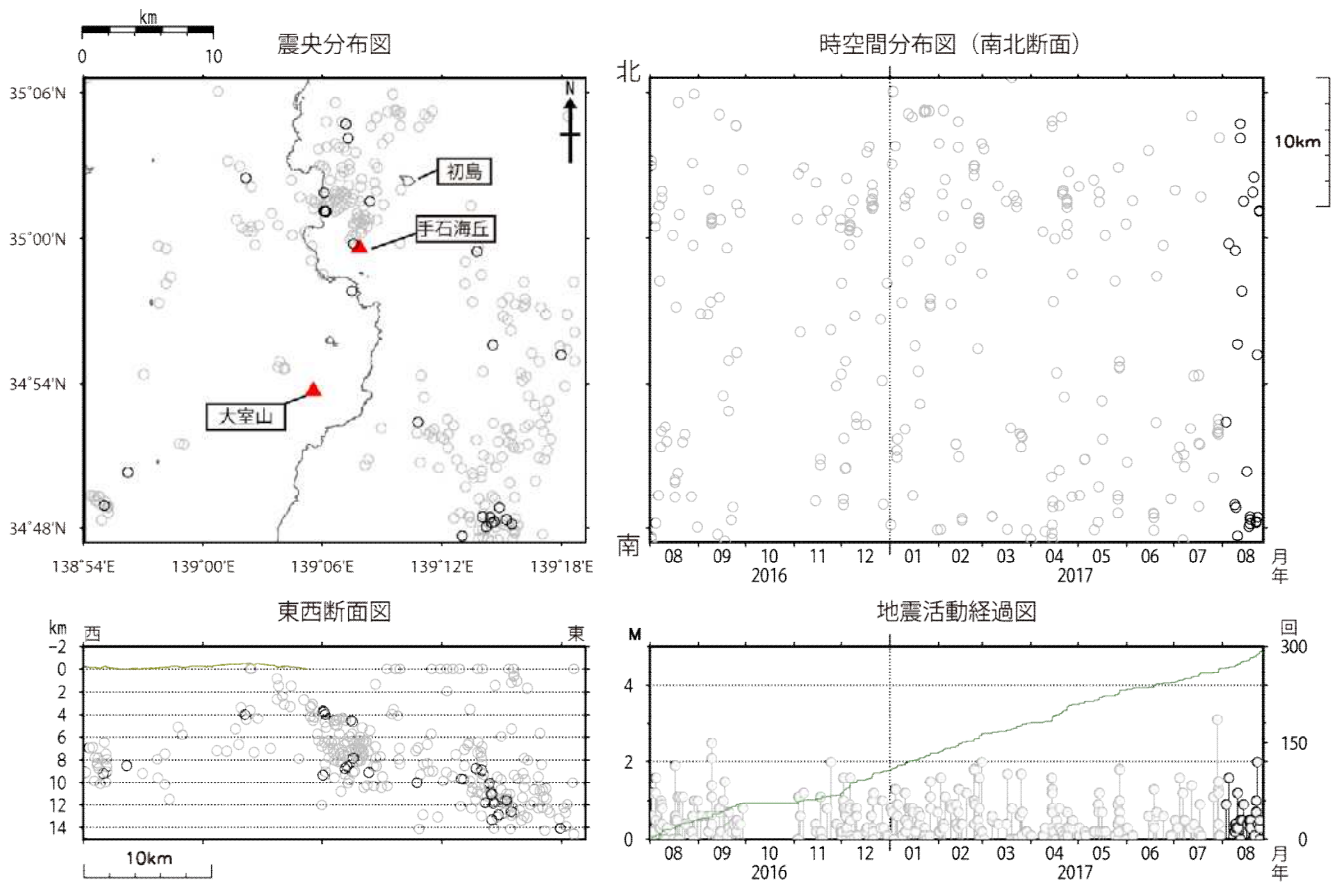 km
0 10
震央分布図
35°06′N
35°00′N
34°54′N
34°48′N
138°54′E 139°00′E 139°06′E 139°12′E 139°18′E
N
初島
手石海丘
大室山
時空間分布図（南北断面）
北
南
10km
08 09 10 11 12 01 02 03 04 05 06 07 08 月
2016 2017 年
東西断面図
km 西 東
-2
0
2
4
6
8
10
12
14
10km
地震活動経過図
M 回
4
2
0
300
150
0
08 09 10 11 12 01 02 03 04 05 06 07 08 月
2016 2017 年